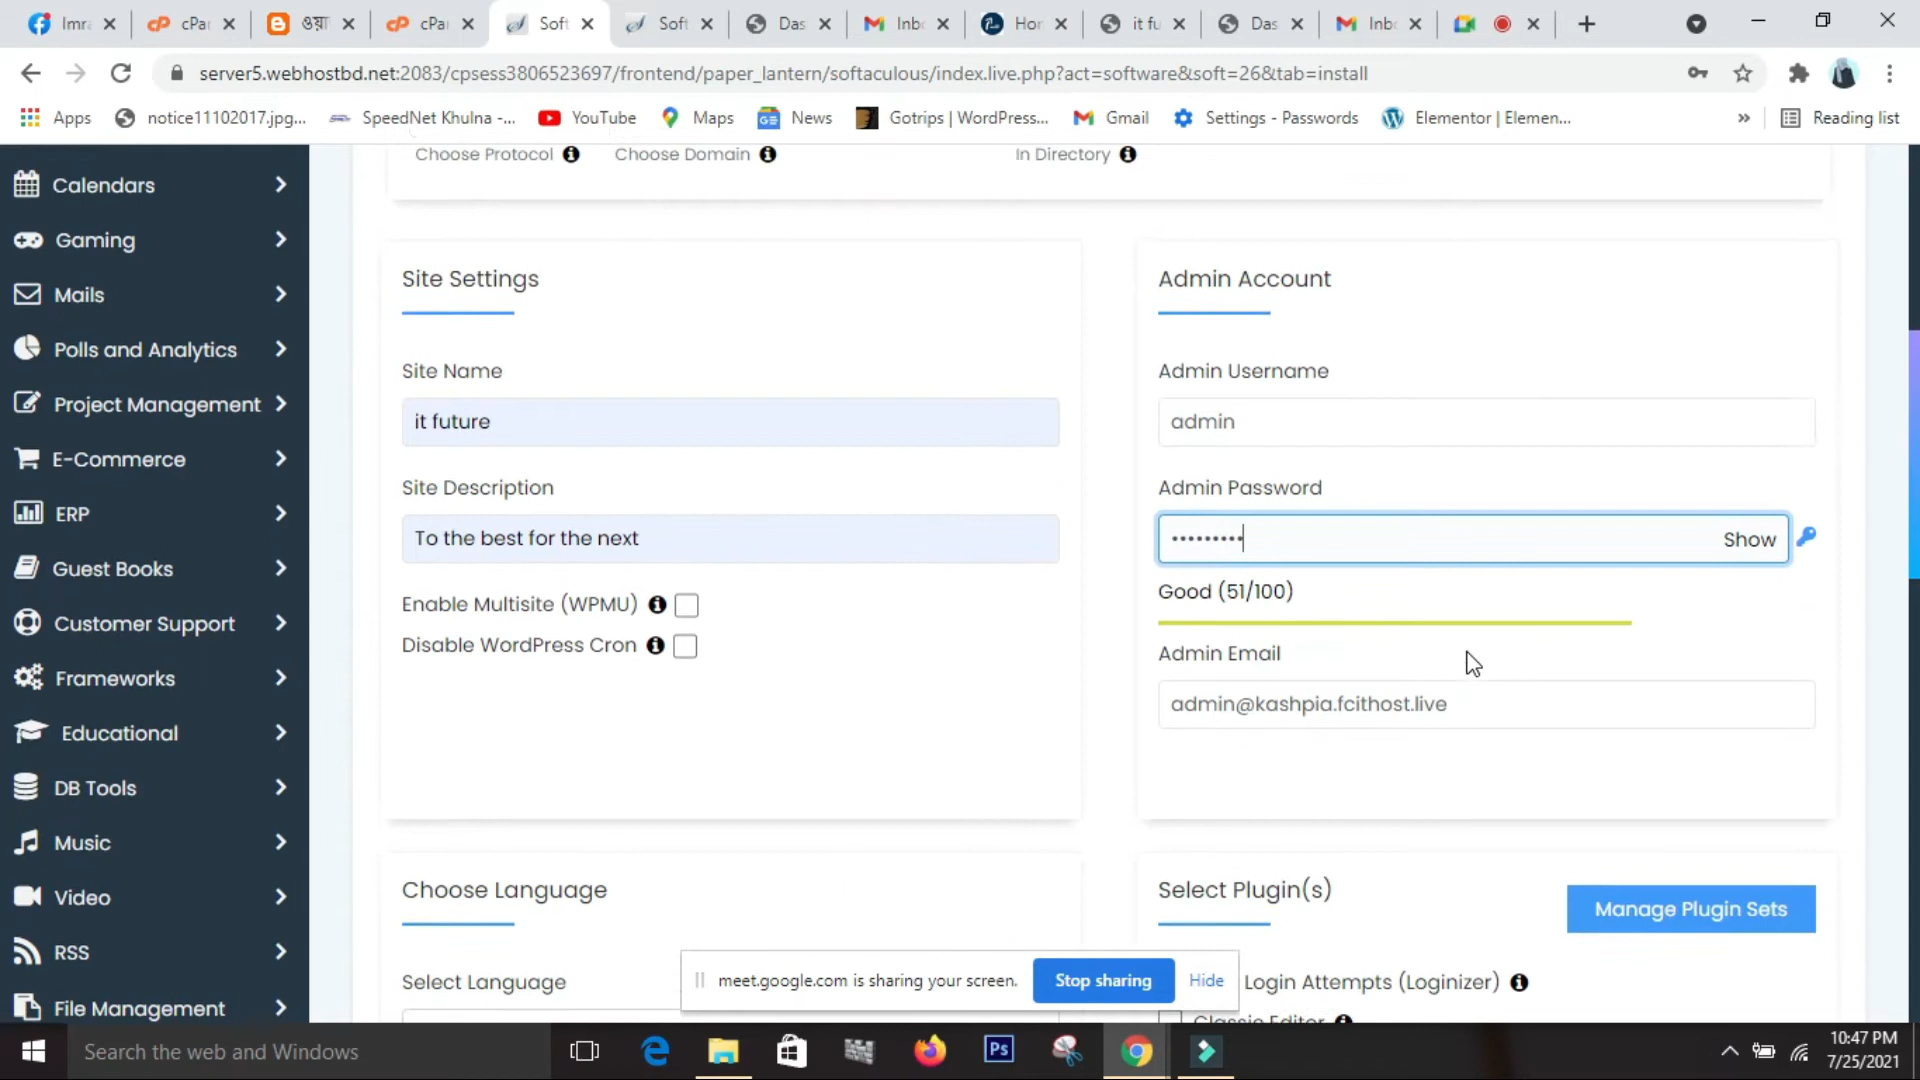 Imra
cPan
ওয়া
cPan
Soft
Soft
Das
Inbo
Hor
it fu
Das
Inbo
server5.webhostbd.net:2083/cpsess3806523697/frontend/paper_lantern/softaculous/index.live.php?act=software&soft=26&tab=install
Apps
notice11102017.jpg...
SpeedNet Khulna -...
YouTube
Maps
News
Gotrips | WordPress...
Gmail
Settings - Passwords
Elementor | Elemen...
»
Reading list
Choose Protocol
Choose Domain
In Directory
Calendars
Gaming
Mails
Polls and Analytics
Project Management
E-Commerce
ERP
Guest Books
Customer Support
Frameworks
Educational
DB Tools
Music
Video
RSS
File Management
Site Settings
Site Name
it future
Site Description
To the best for the next
Enable Multisite (WPMU)
Disable WordPress Cron
Admin Account
Admin Username
admin
Admin Password
•••••••••
Show
Good (51/100)
Admin Email
admin@kashpia.fcithost.live
Choose Language
Select Language
Select Plugin(s)
Manage Plugin Sets
Login Attempts (Loginizer)
Classic Editor
meet.google.com is sharing your screen.
Stop sharing
Hide
Search the web and Windows
Ps
10:47 PM
7/25/2021